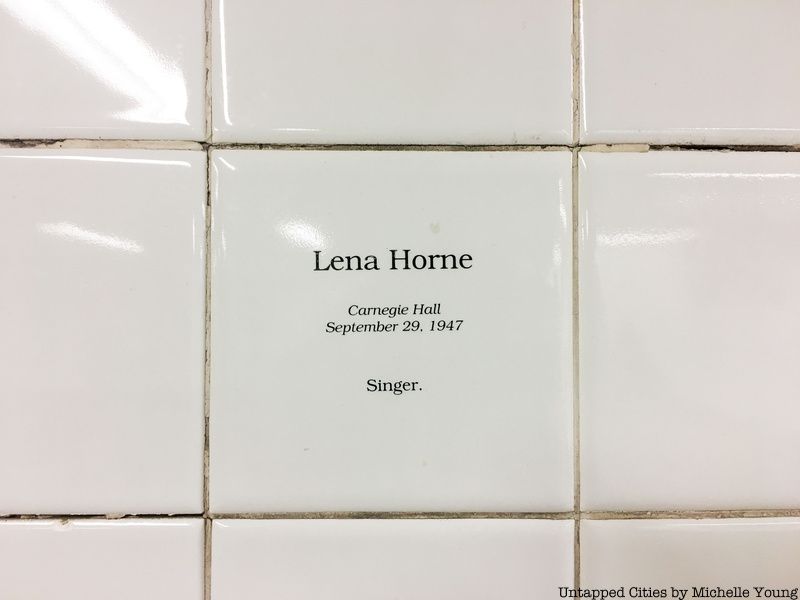 Lena Horne
Carnegie Hall
September 29, 1947
Singer.
Untapped Cities by Michelle Young